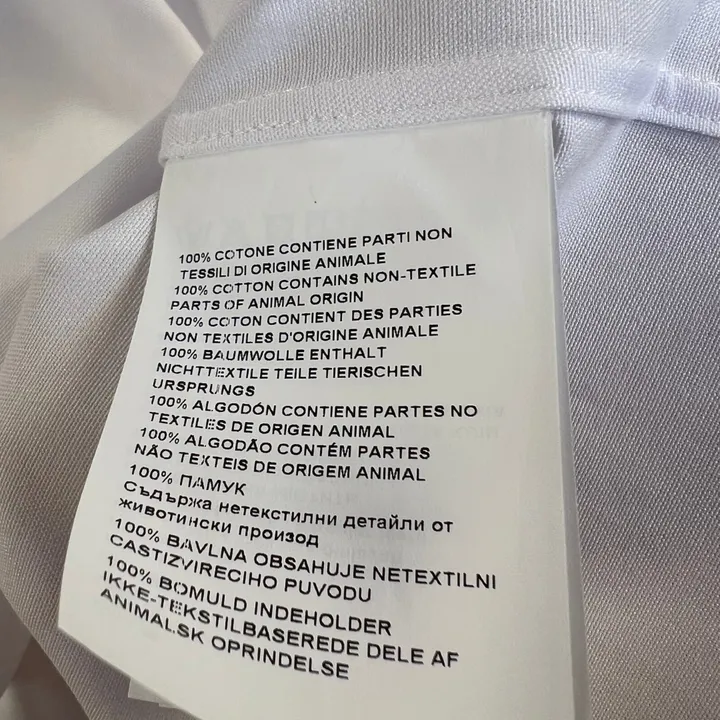 100% COTONE CONTIENE PARTI NON
TESSILI DI ORIGINE ANIMALE
100% COTTON CONTAINS NON-TEXTILE
PARTS OF ANIMAL ORIGIN
100% COTON CONTIENT DES PARTIES
NON TEXTILES D'ORIGINE ANIMALE
100% BAUMWOLLE ENTHALT
NICHTTEXTILE TEILE TIERISCHEN
URSPRUNGS
100% ALGODÓN CONTIENE PARTES NO
TEXTILES DE ORIGEN ANIMAL
100% ALGODÃO CONTÉM PARTES
NÃO TEXTEIS DE ORIGEM ANIMAL
100% ПАМУК
Съдържа нетекстилни детайли от
животински произод
100% BAVLNA OBSAHUJE NETEXTILNI
CASTIZVIRECIHO PUVODU
100% BOMULD INDEHOLDER
IKKE-TEKSTILBASEREDE DELE AF
ANIMALSK OPRINDELSE